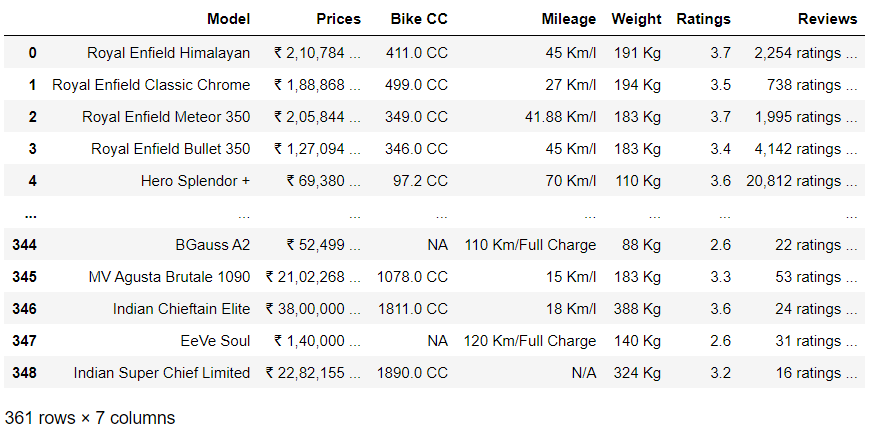 Model Prices Bike CC Mileage Weight Ratings Reviews
0 Royal Enfield Himalayan ₹ 2,10,784 ... 411.0 CC 45 Km/l 191 Kg 3.7 2,254 ratings ...
1 Royal Enfield Classic Chrome ₹ 1,88,868 ... 499.0 CC 27 Km/l 194 Kg 3.5 738 ratings ...
2 Royal Enfield Meteor 350 ₹ 2,05,844 ... 349.0 CC 41.88 Km/l 183 Kg 3.7 1,995 ratings ...
3 Royal Enfield Bullet 350 ₹ 1,27,094 ... 346.0 CC 45 Km/l 183 Kg 3.4 4,142 ratings ...
4 Hero Splendor + ₹ 69,380 ... 97.2 CC 70 Km/l 110 Kg 3.6 20,812 ratings ...
... ... ... ... ... ... ... ...
344 BGauss A2 ₹ 52,499 ... NA 110 Km/Full Charge 88 Kg 2.6 22 ratings ...
345 MV Agusta Brutale 1090 ₹ 21,02,268 ... 1078.0 CC 15 Km/l 183 Kg 3.3 53 ratings ...
346 Indian Chieftain Elite ₹ 38,00,000 ... 1811.0 CC 18 Km/l 388 Kg 3.6 24 ratings ...
347 EeVe Soul ₹ 1,40,000 ... NA 120 Km/Full Charge 140 Kg 2.6 31 ratings ...
348 Indian Super Chief Limited ₹ 22,82,155 ... 1890.0 CC N/A 324 Kg 3.2 16 ratings ...
361 rows × 7 columns